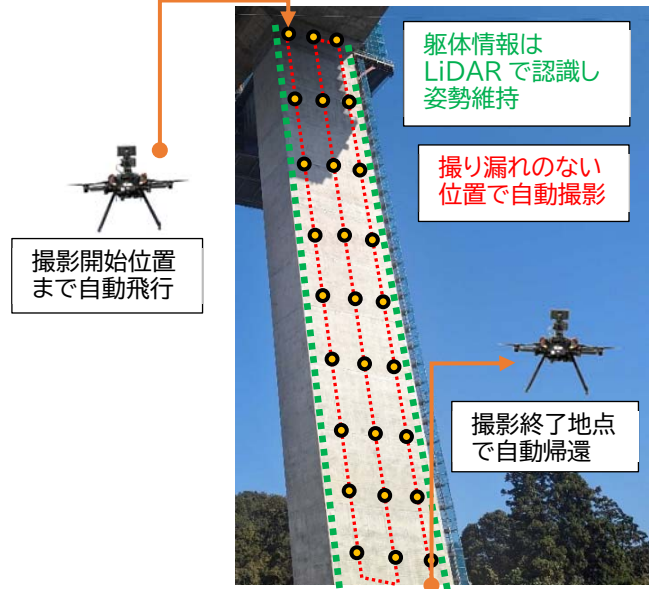 躯体情報は
LiDAR で認識し
姿勢維持
撮り漏れのない
位置で自動撮影
撮影開始位置
まで自動飛行
撮影終了地点
で自動帰還